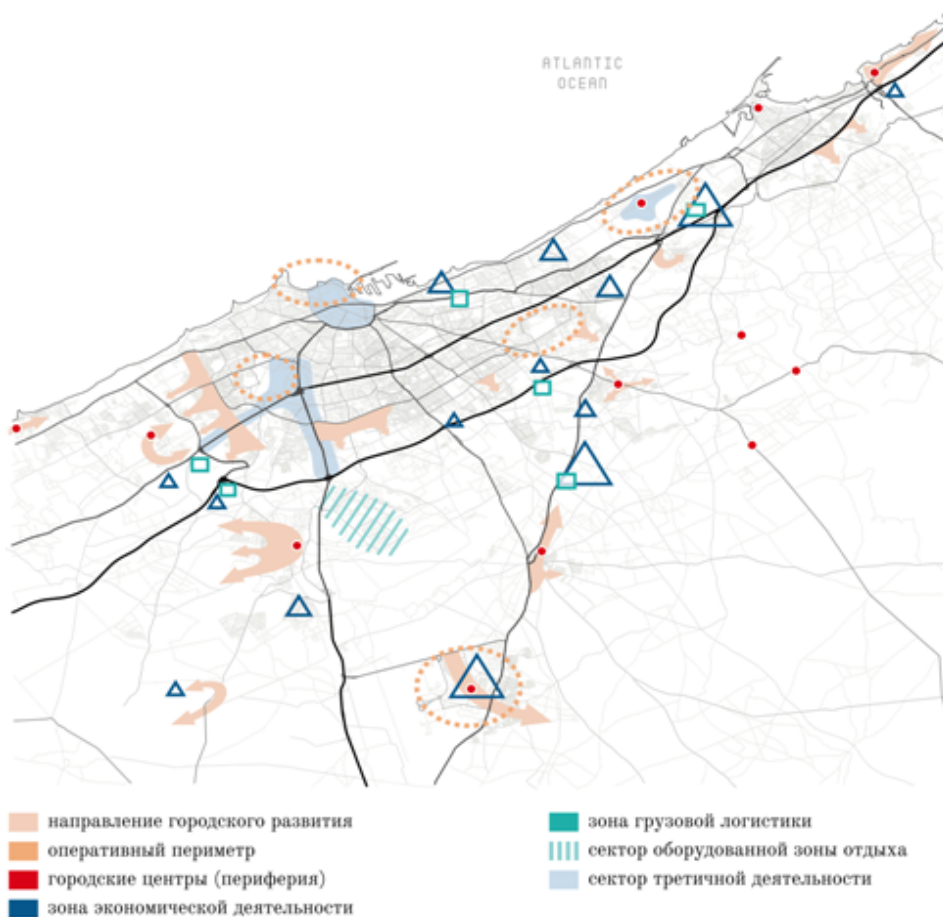 ATLANTIC
OCEAN
направление городского развития
оперативный периметр
городские центры (периферия)
зона экономической деятельности
зона грузовой логистики
сектор оборудованной зоны отдыха
сектор третичной деятельности